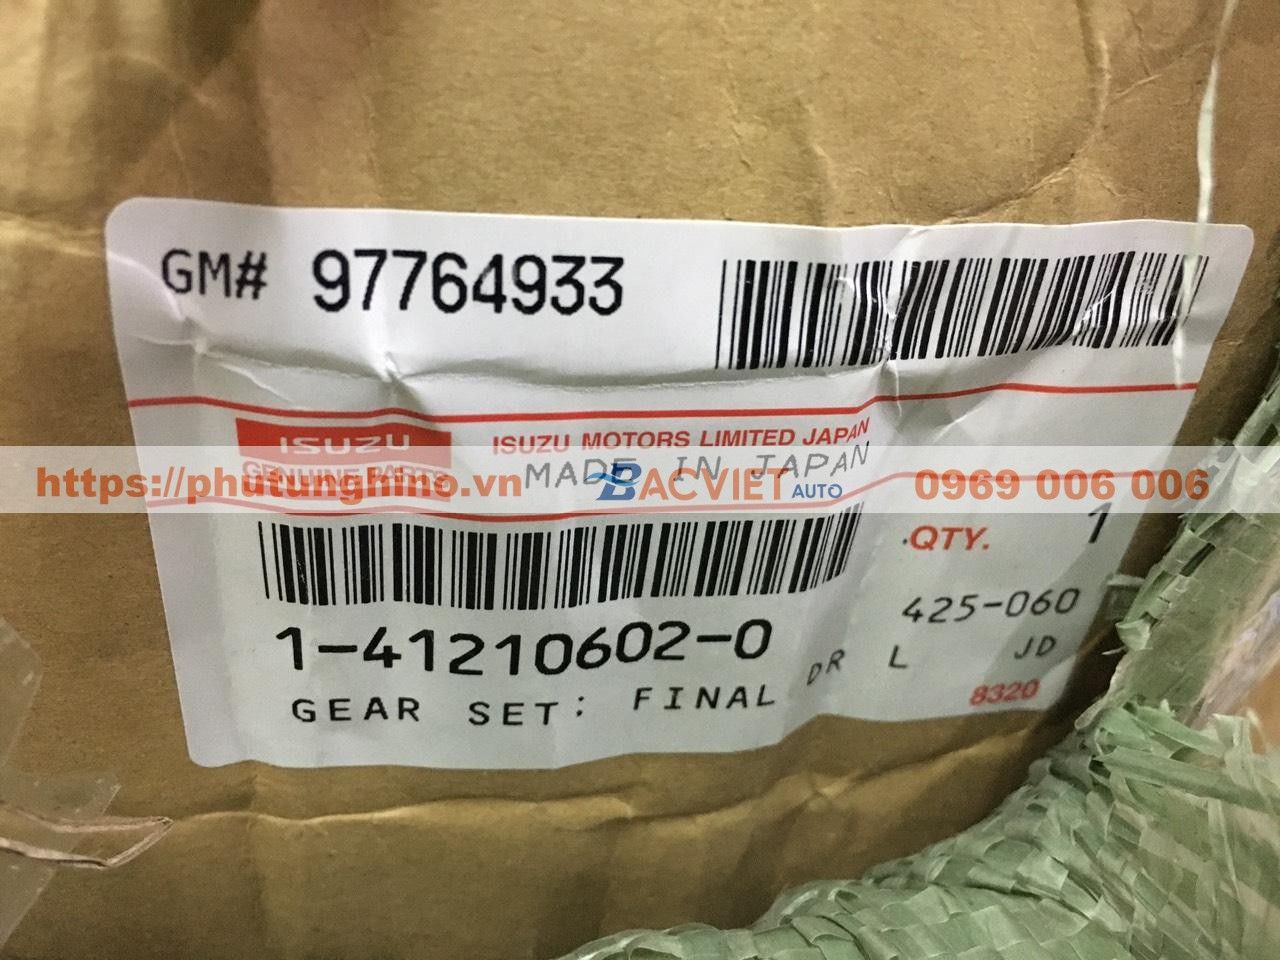 GM# 97764933
ISUZU
GENUINE PARTS
ISUZU MOTORS LIMITED JAPAN
MADE IN JAPAN
https://phutunghino.vn
BACVIET AUTO
0969 006 006
QTY. 1
1-41210602-0
425-060
GEAR SET: FINAL DR L JD
8320